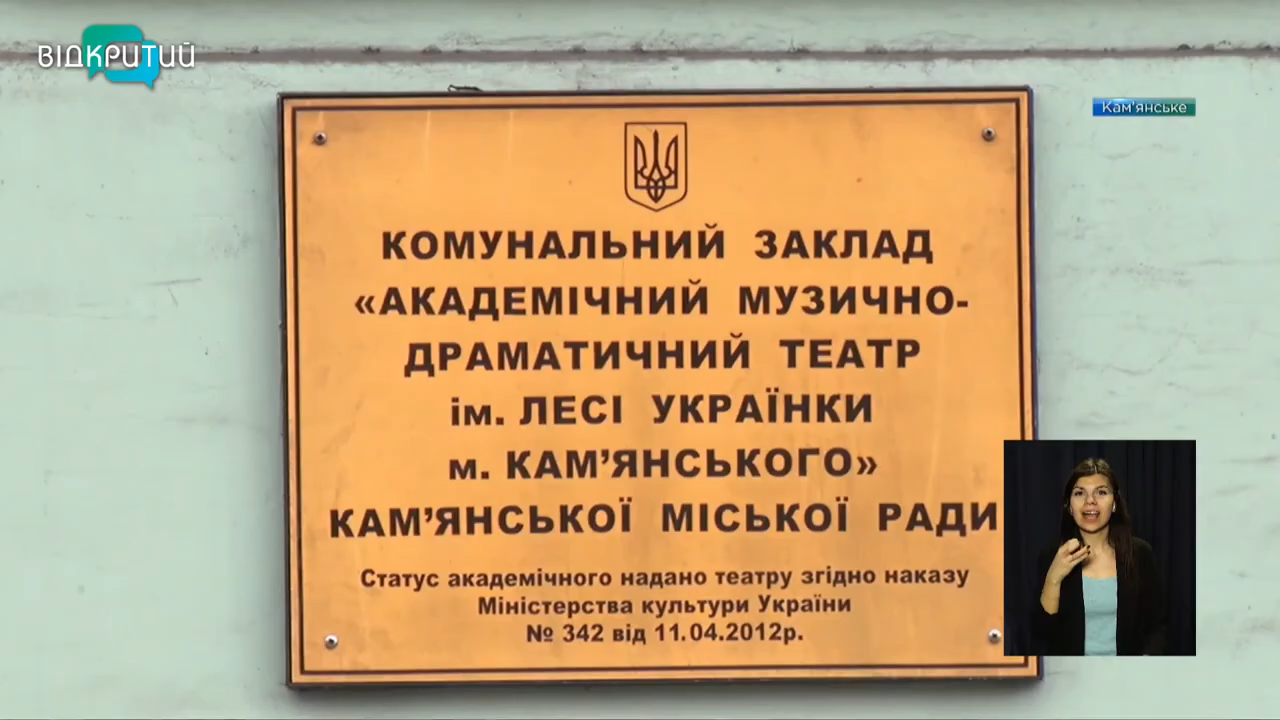 ВІДКРИТИЙ
Кам'янське
КОМУНАЛЬНИЙ ЗАКЛАД
«АКАДЕМІЧНИЙ МУЗИЧНО-
ДРАМАТИЧНИЙ ТЕАТР
ім. ЛЕСІ УКРАЇНКИ
м. КАМ’ЯНСЬКОГО»
КАМ’ЯНСЬКОЇ МІСЬКОЇ РАДИ
Статус академічного надано театру згідно наказу
Міністерства культури України
№ 342 від 11.04.2012р.